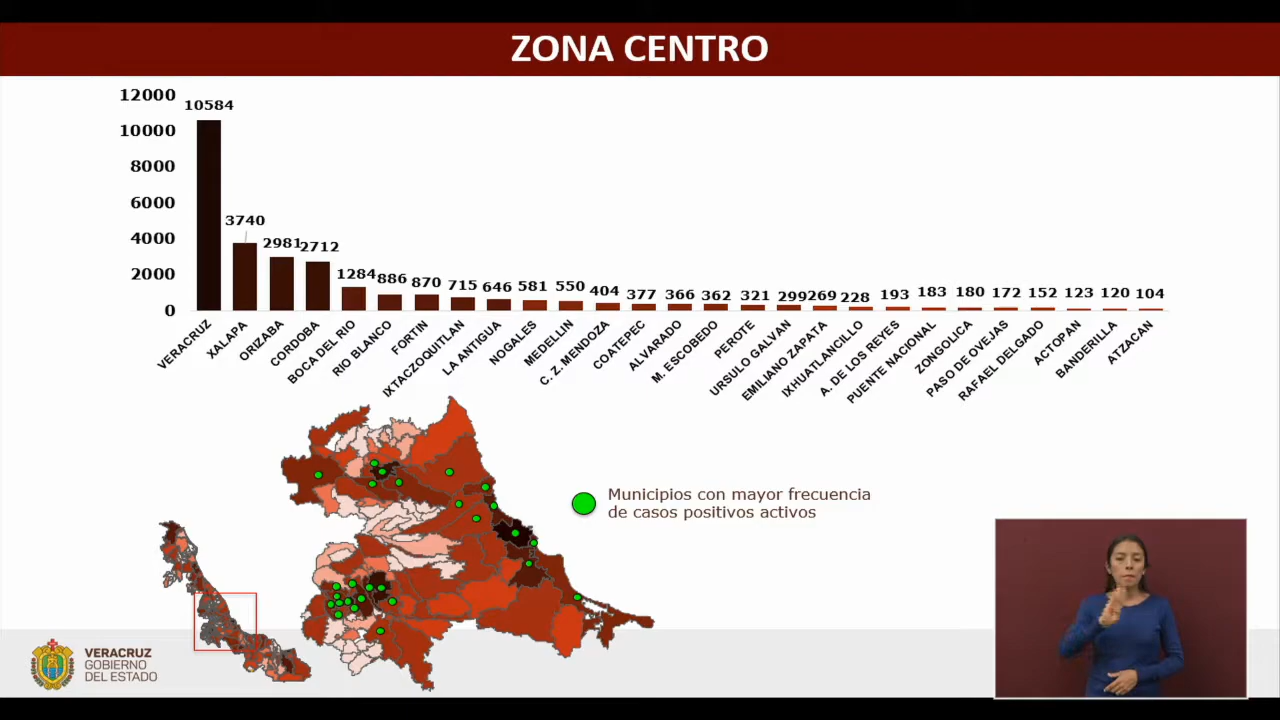 ZONA CENTRO
12000
10000
8000
6000
4000
2000
0
10584
3740
2981
2712
1284
886
870
715
646
581
550
404
377
366
362
321
299
269
228
193
183
180
172
152
123
120
104
VERACRUZ
XALAPA
ORIZABA
CORDOBA
BOCA DEL RIO
RIO BLANCO
FORTIN
IXTACZOQUITLAN
LA ANTIGUA
NOGALES
MEDELLIN
C. Z. MENDOZA
COATEPEC
ALVARADO
M. ESCOBEDO
PEROTE
URSULO GALVAN
EMILIANO ZAPATA
IXHUATLANCILLO
A. DE LOS REYES
PUENTE NACIONAL
ZONGOLICA
PASO DE OVEJAS
RAFAEL DELGADO
ACTOPAN
BANDERILLA
ATZACAN
Municipios con mayor frecuencia
de casos positivos activos
VERACRUZ
GOBIERNO
DEL ESTADO